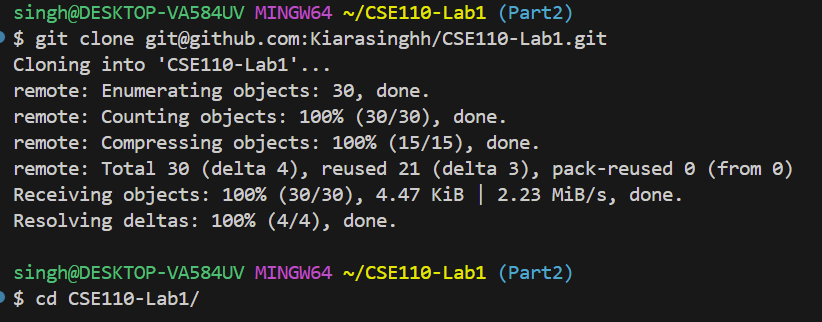 singh@DESKTOP-VA584UV MINGW64 ~/CSE110-Lab1 (Part2)
$ git clone git@github.com:Kiarasinghh/CSE110-Lab1.git
Cloning into 'CSE110-Lab1'...
remote: Enumerating objects: 30, done.
remote: Counting objects: 100% (30/30), done.
remote: Compressing objects: 100% (15/15), done.
remote: Total 30 (delta 4), reused 21 (delta 3), pack-reused 0 (from 0)
Receiving objects: 100% (30/30), 4.47 KiB | 2.23 MiB/s, done.
Resolving deltas: 100% (4/4), done.
singh@DESKTOP-VA584UV MINGW64 ~/CSE110-Lab1 (Part2)
$ cd CSE110-Lab1/